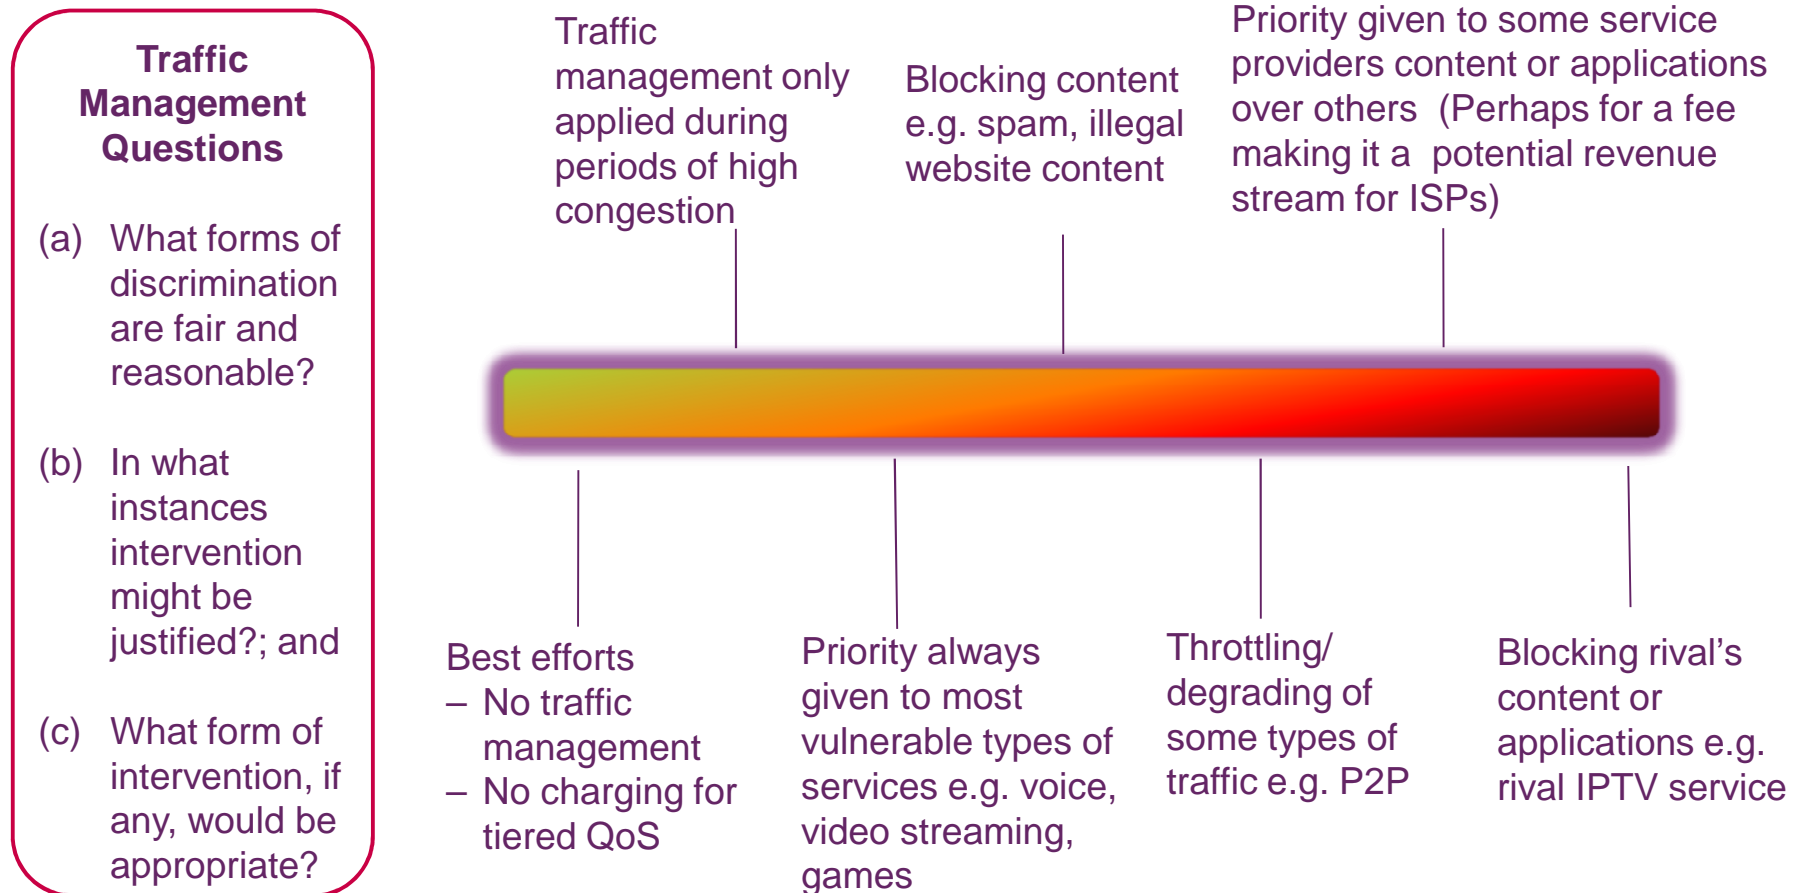 Traffic
Management
Questions
(a) What forms of
discrimination
are fair and
reasonable?
(b) In what
instances
intervention
might be
justified?; and
(c) What form of
intervention, if
any, would be
appropriate?
Traffic
management only
applied during
periods of high
congestion
Blocking content
e.g. spam, illegal
website content
Priority given to some service
providers content or applications
over others (Perhaps for a fee
making it a potential revenue
stream for ISPs)
Best efforts
– No traffic
management
– No charging for
tiered QoS
Priority always
given to most
vulnerable types of
services e.g. voice,
video streaming,
games
Throttling/
degrading of
some types of
traffic e.g. P2P
Blocking rival's
content or
applications e.g.
rival IPTV service